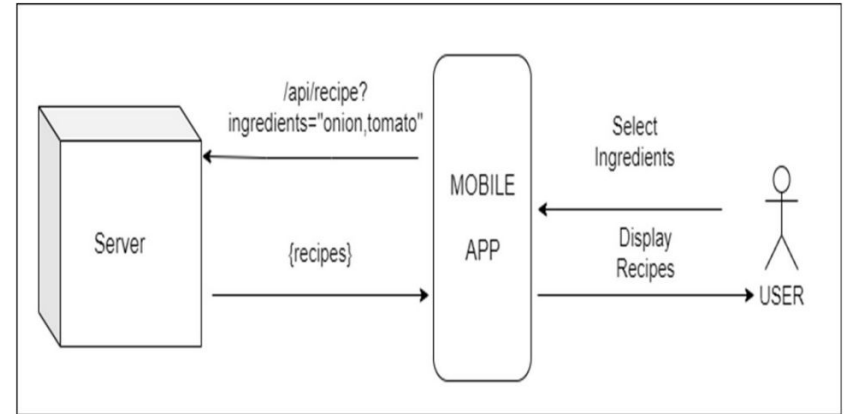 /api/recipe?
ingredients="onion,tomato"
Server
{recipes}
MOBILE
APP
Select
Ingredients
Display
Recipes
USER